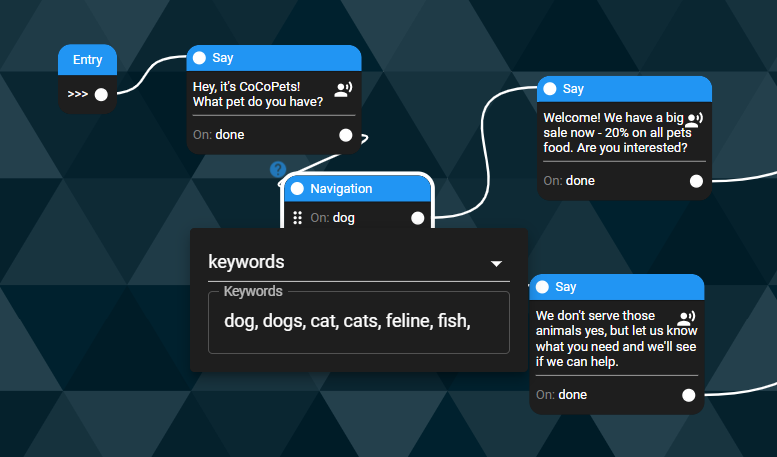 Entry
>>>
Say
Hey, it's CoCoPets!
What pet do you have?
On: done
?
Navigation
On: dog
keywords
Keywords
dog, dogs, cat, cats, feline, fish,
Say
Welcome! We have a big
sale now - 20% on all pets
food. Are you interested?
On: done
Say
We don't serve those
animals yes, but let us know
what you need and we'll see
if we can help.
On: done